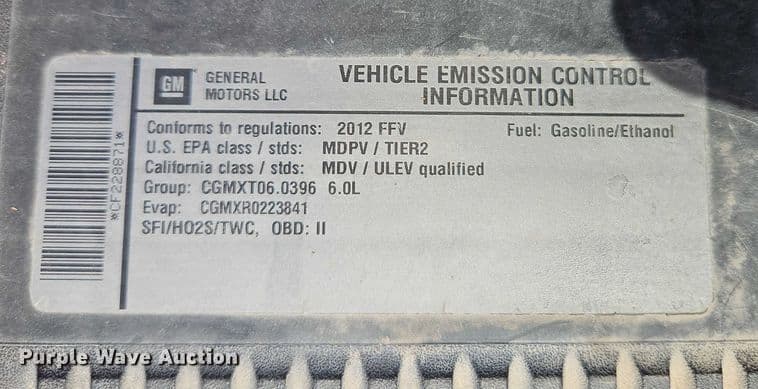 GM
GENERAL
MOTORS LLC
VEHICLE EMISSION CONTROL
INFORMATION
*CF228871*
Conforms to regulations: 2012 FFV Fuel: Gasoline/Ethanol
U.S. EPA class / stds: MDPV / TIER2
California class / stds: MDV / ULEV qualified
Group: CGMXT06.0396 6.0L
Evap: CGMXR0223841
SFI/HO2S/TWC, OBD: II
Purple Wave Auction